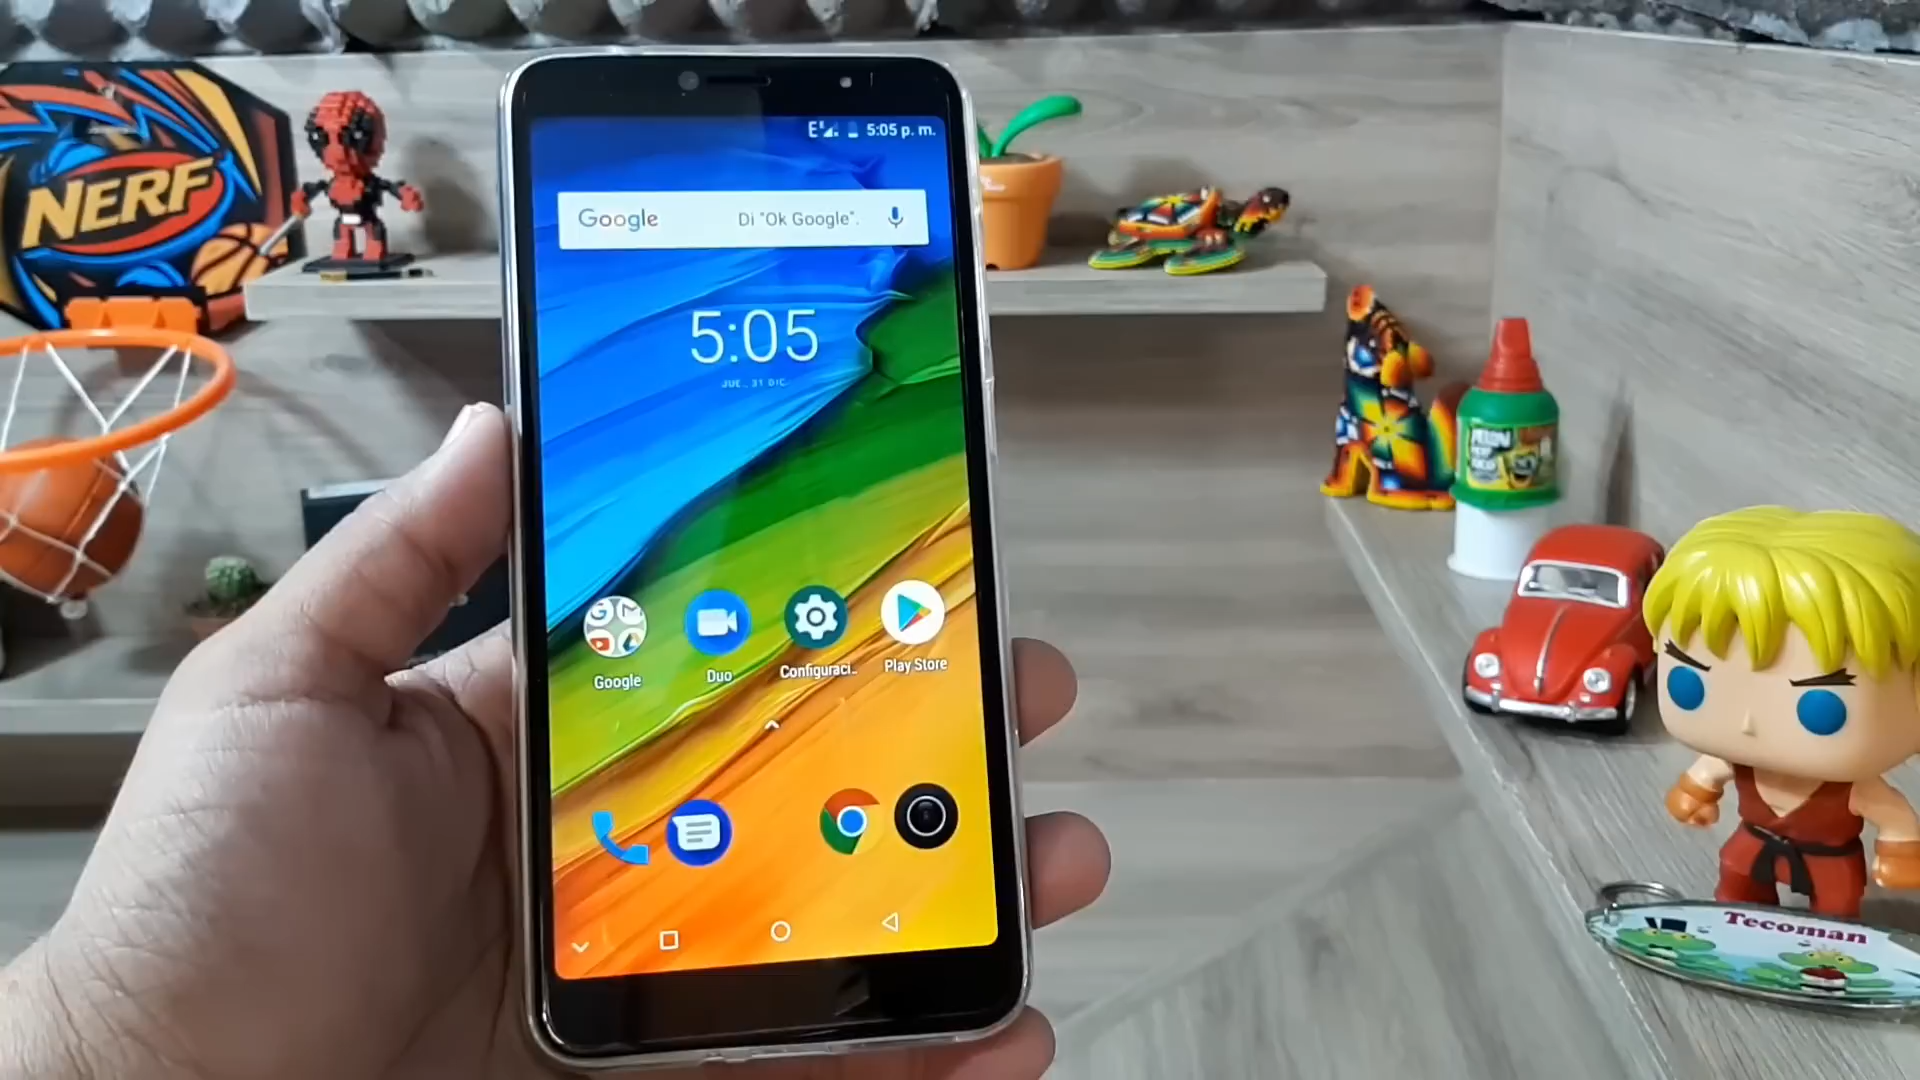 NERF
E
5:05 p. m.
Google
Di "Ok Google".
5:05
JUE., 31 DIC.
Google
Duo
Configuraci..
Play Store
Tecoman